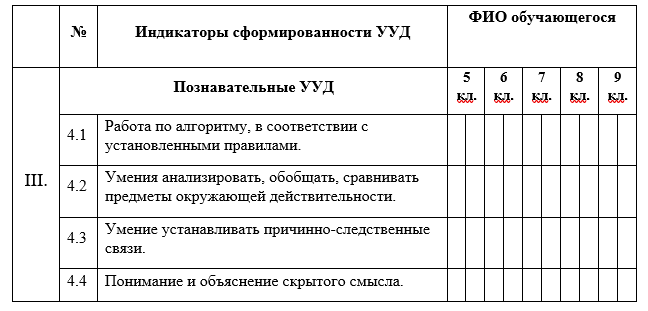 № Индикаторы сформированности УУД ФИО обучающегося
Познавательные УУД 5 6 7 8 9
кл. кл. кл. кл. кл.
III.
4.1 Работа по алгоритму, в соответствии с
установленными правилами.
4.2 Умения анализировать, обобщать, сравнивать
предметы окружающей действительности.
4.3 Умение устанавливать причинно-следственные
связи.
4.4 Понимание и объяснение скрытого смысла.